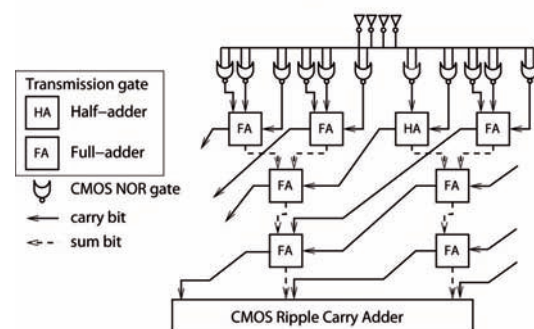 Transmission gate
HA Half-adder
FA Full-adder
CMOS NOR gate
carry bit
sum bit
FA FA HA FA
FA FA
FA FA
CMOS Ripple Carry Adder